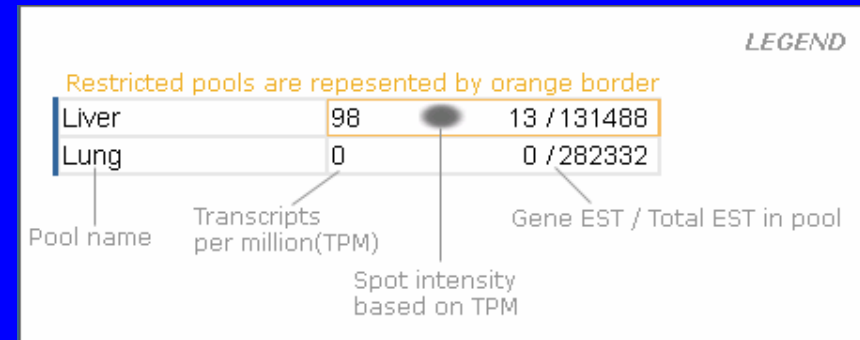 LEGEND
Restricted pools are repesented by orange border
Liver 98 13 / 131488
Lung 0 0 / 282332
Pool name
Transcripts
per million(TPM)
Gene EST / Total EST in pool
Spot intensity
based on TPM